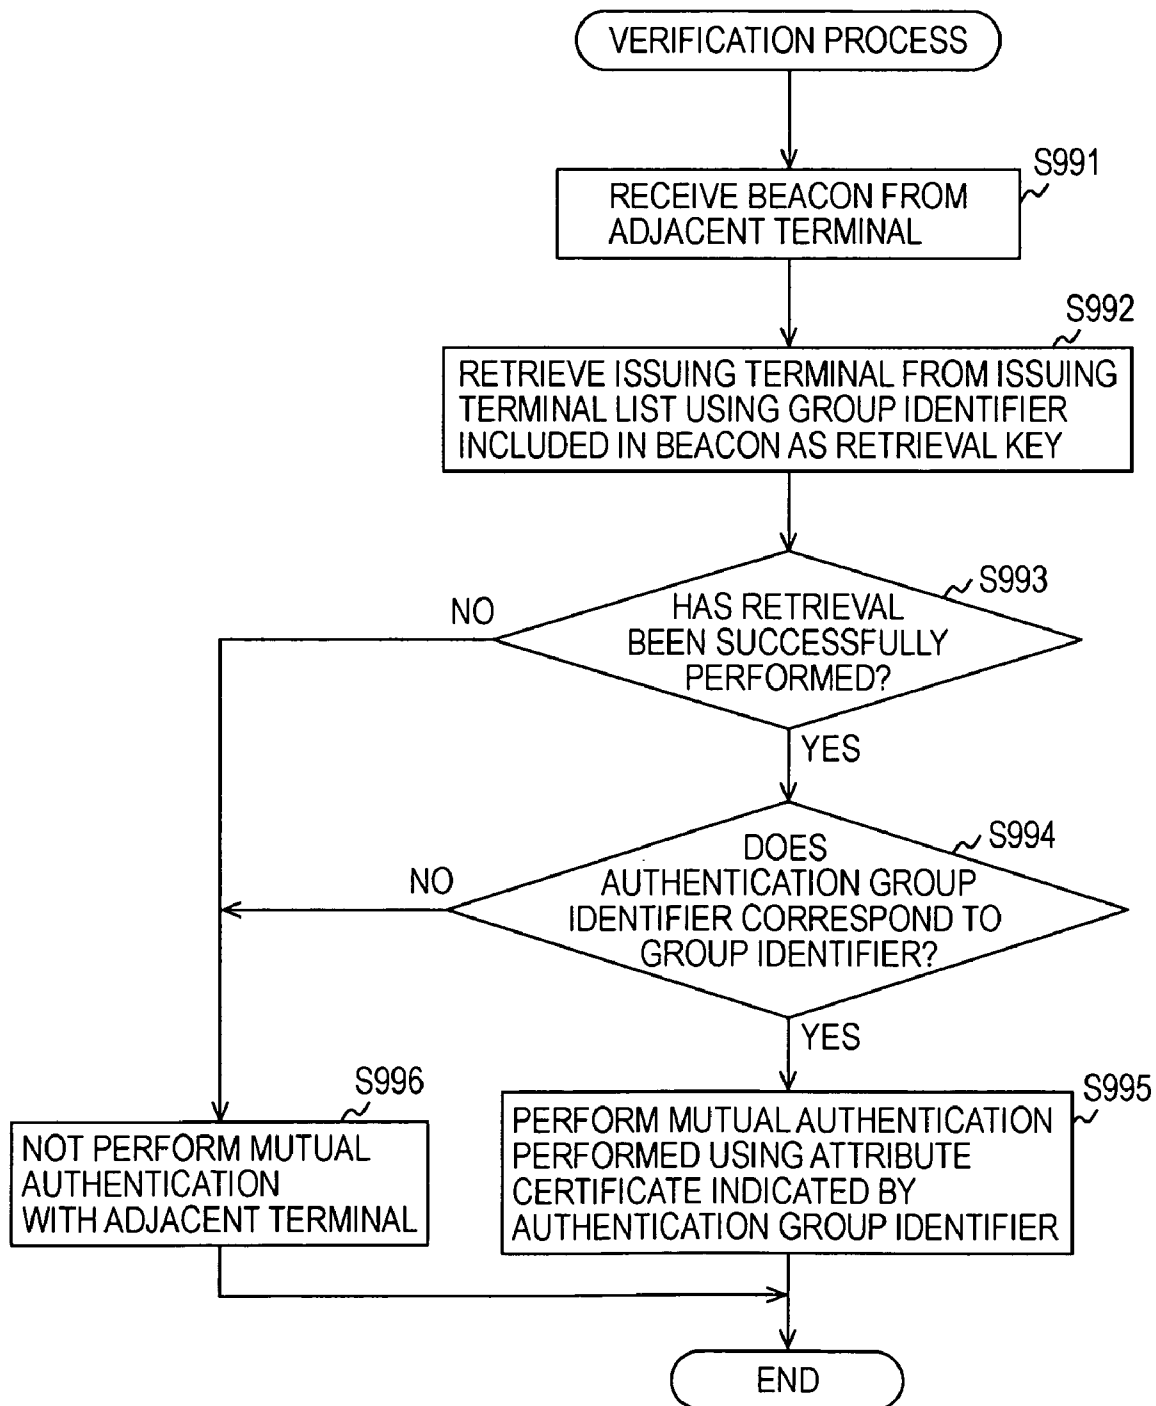 VERIFICATION PROCESS
S991
RECEIVE BEACON FROM
ADJACENT TERMINAL
S992
RETRIEVE ISSUING TERMINAL FROM ISSUING
TERMINAL LIST USING GROUP IDENTIFIER
INCLUDED IN BEACON AS RETRIEVAL KEY
S993
HAS RETRIEVAL
BEEN SUCCESSFULLY
PERFORMED?
NO
YES
S994
DOES
AUTHENTICATION GROUP
IDENTIFIER CORRESPOND TO
GROUP IDENTIFIER?
NO
YES
S996
NOT PERFORM MUTUAL
AUTHENTICATION
WITH ADJACENT TERMINAL
S995
PERFORM MUTUAL AUTHENTICATION
PERFORMED USING ATTRIBUTE
CERTIFICATE INDICATED BY
AUTHENTICATION GROUP IDENTIFIER
END